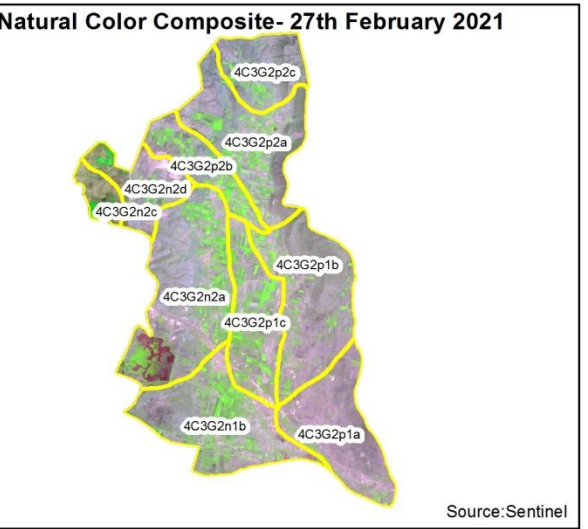 Natural Color Composite- 27th February 2021
4C3G2p2c
4C3G2p2a
4C3G2p2b
4C3G2n2d
4C3G2n2c
4C3G2p1b
4C3G2n2a
4C3G2p1c
4C3G2n1b
4C3G2p1a
Source:Sentinel